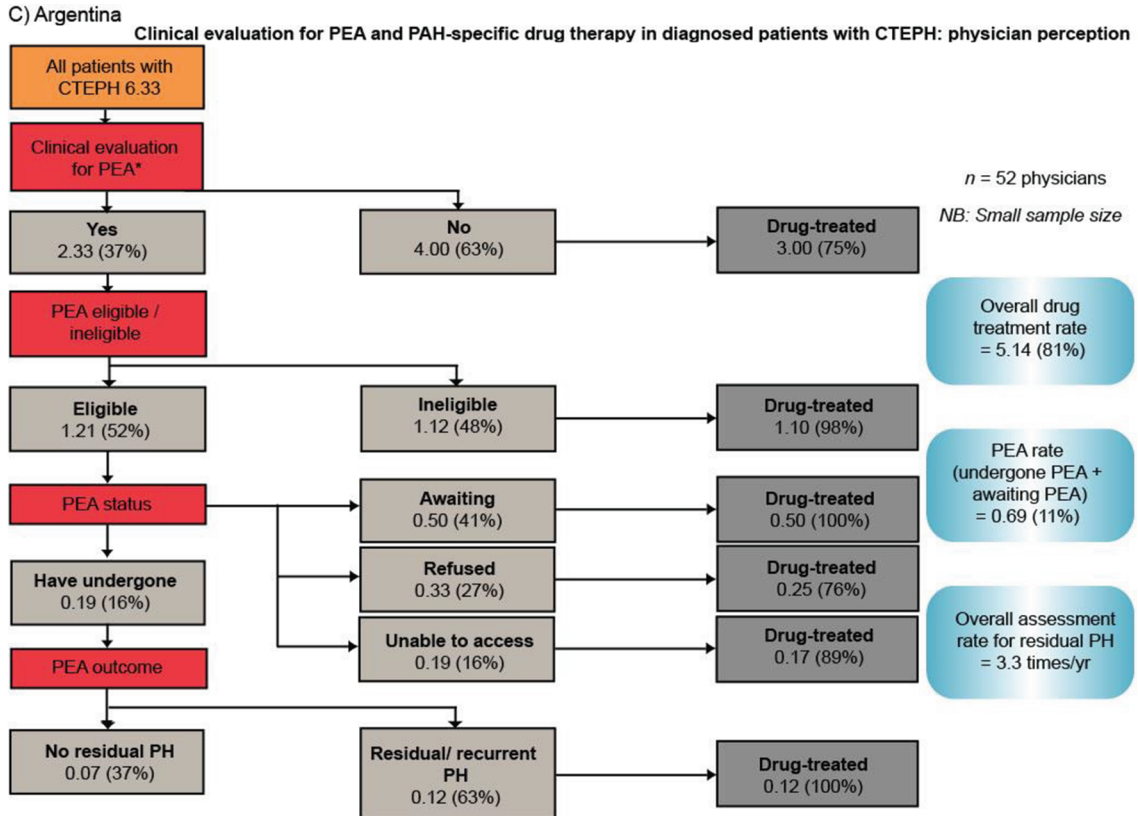 C) Argentina
Clinical evaluation for PEA and PAH-specific drug therapy in diagnosed patients with CTEPH: physician perception
All patients with
CTEPH 6.33
Clinical evaluation
for PEA*
n = 52 physicians
NB: Small sample size
Yes
2.33 (37%)
No
4.00 (63%)
Drug-treated
3.00 (75%)
PEA eligible /
ineligible
Overall drug
treatment rate
= 5.14 (81%)
Eligible
1.21 (52%)
Ineligible
1.12 (48%)
Drug-treated
1.10 (98%)
PEA rate
(undergone PEA +
awaiting PEA)
= 0.69 (11%)
PEA status
Awaiting
0.50 (41%)
Drug-treated
0.50 (100%)
Have undergone
0.19 (16%)
Refused
0.33 (27%)
Drug-treated
0.25 (76%)
Overall assessment
rate for residual PH
= 3.3 times/yr
PEA outcome
Unable to access
0.19 (16%)
Drug-treated
0.17 (89%)
No residual PH
0.07 (37%)
Residual/ recurrent
PH
0.12 (63%)
Drug-treated
0.12 (100%)